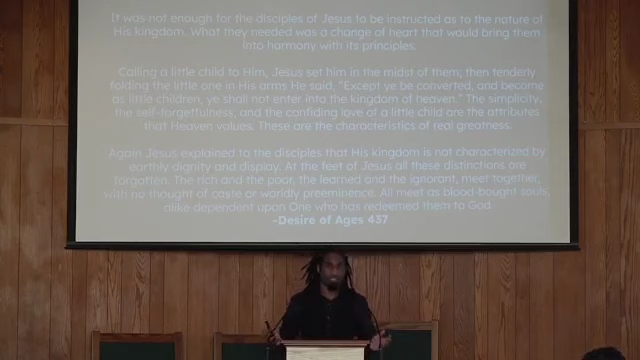 It was not enough for the disciples of Jesus to be instructed as to the nature of
His kingdom. What they needed was a change of heart that would bring them
into harmony with its principles.
Calling a little child to Him, Jesus set him in the midst of them; then tenderly
folding the little one in His arms He said, “Except ye be converted, and become
as little children, ye shall not enter into the kingdom of heaven.” The simplicity,
the self-forgetfulness, and the confiding love of a little child are the attributes
that Heaven values. These are the characteristics of real greatness.
Again Jesus explained to the disciples that His kingdom is not characterized by
earthly dignity and display. At the feet of Jesus all these distinctions are
forgotten. The rich and the poor, the learned and the ignorant, meet together,
with no thought of caste or worldly preeminence. All meet as blood-bought souls,
alike dependent upon One who has redeemed them to God.
–Desire of Ages 437